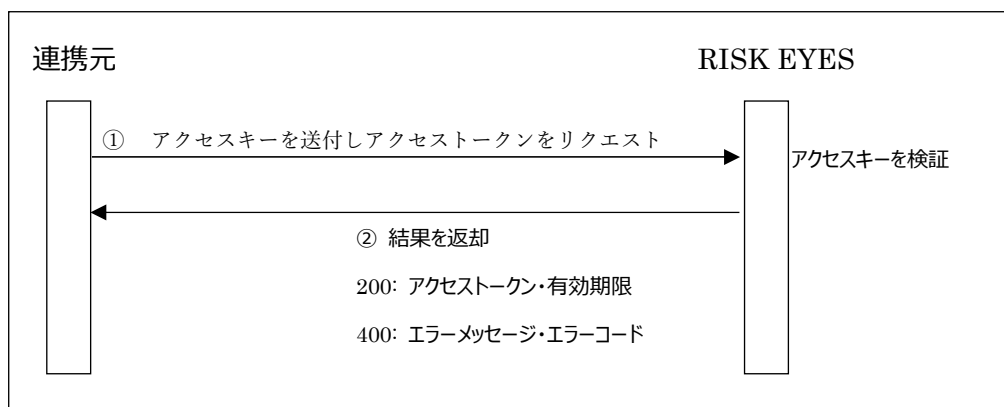 連携元
RISK EYES
① アクセスキーを送付しアクセストークンをリクエスト
アクセスキーを検証
② 結果を返却
200: アクセストークン・有効期限
400: エラーメッセージ・エラーコード